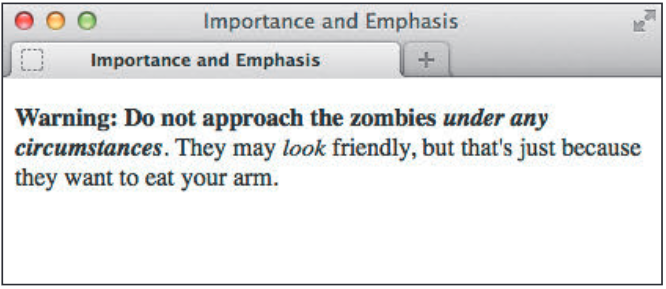 Importance and Emphasis
Importance and Emphasis
Warning: Do not approach the zombies under any
circumstances. They may look friendly, but that's just because
they want to eat your arm.